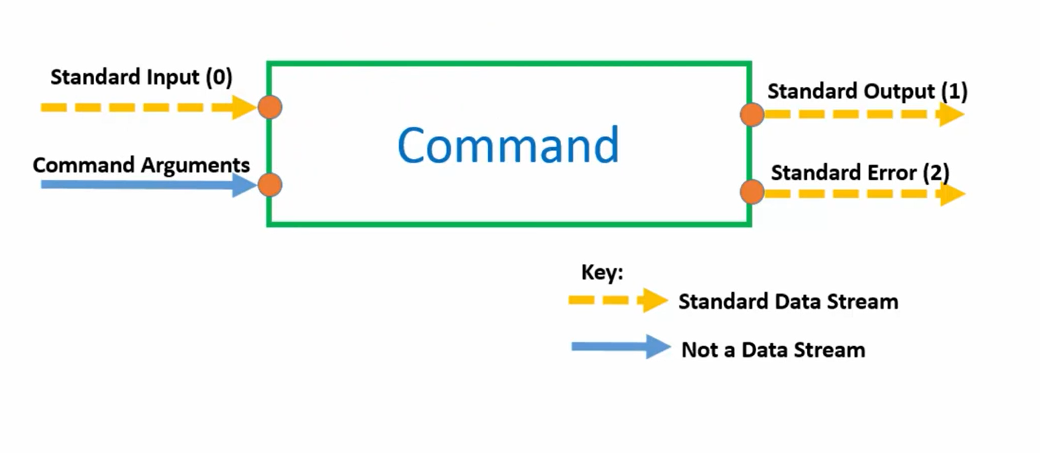 Standard Input (0)
Command Arguments
Command
Standard Output (1)
Standard Error (2)
Key:
Standard Data Stream
Not a Data Stream